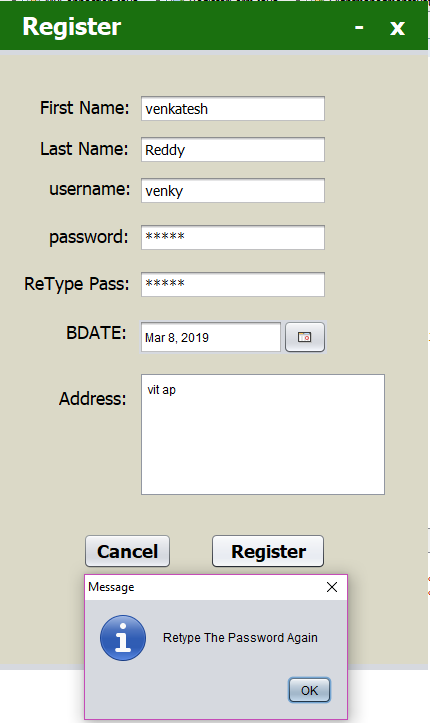 Register - x
First Name: venkatesh
Last Name: Reddy
username: venky
password: *****
ReType Pass: *****
BDATE: Mar 8, 2019
Address: vit ap
Cancel Register
Message
Retype The Password Again
OK